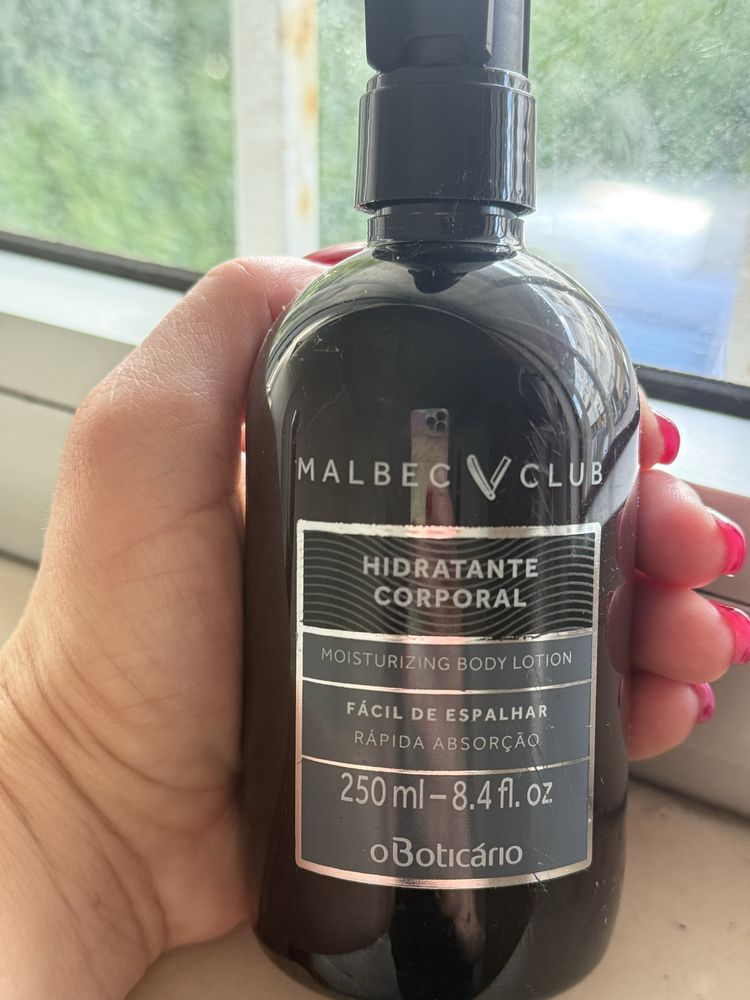 MALBEC CLUB
HIDRATANTE
CORPORAL
MOISTURIZING BODY LOTION
FÁCIL DE ESPALHAR
RÁPIDA ABSORÇÃO
250 ml – 8.4 fl. oz
oBoticário